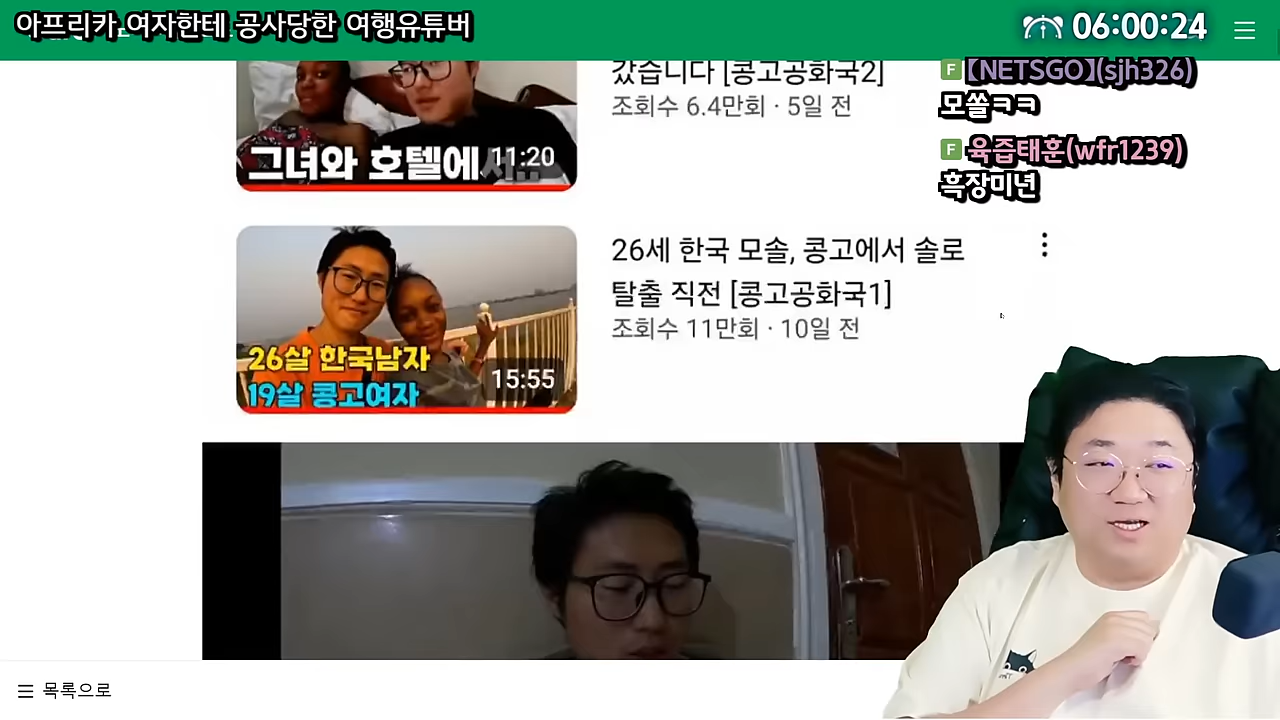 아프리카 여자한테 공사당한 여행유튜버
06:00:24
갔습니다 [콩고공화국2]
조회수 6.4만회 · 5일 전
그녀와 호텔에서..
11:20
F 【NETSGO】(sjh326)
모쏠ㅋㅋ
F 육즙태훈(wfr1239)
흑장미년
26세 한국 모솔, 콩고에서 솔로
탈출 직전 [콩고공화국1]
조회수 11만회 · 10일 전
26살 한국남자
19살 콩고여자
15:55
목록으로